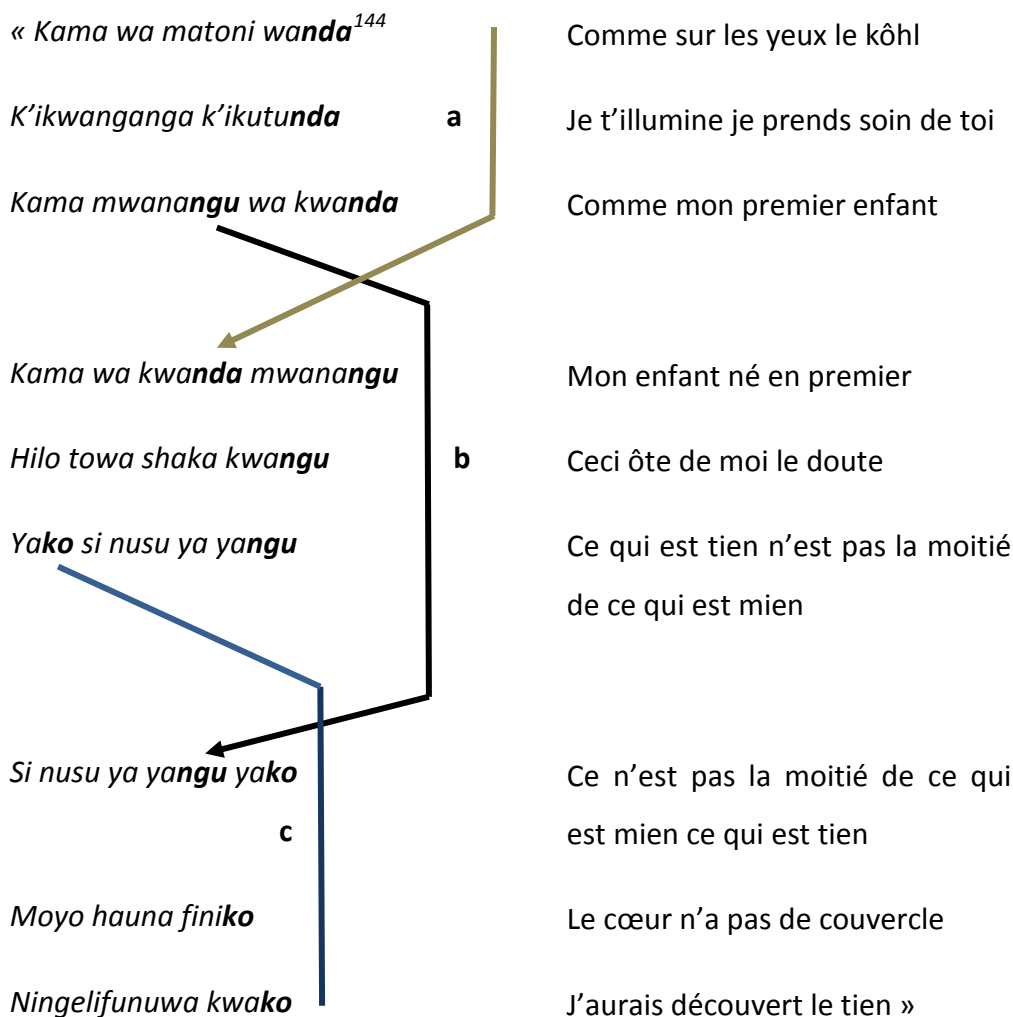 « Kama wa matoni wanda144 Comme sur les yeux le kôhl
K’ikwanganga k’ikutunda a Je t’illumine je prends soin de toi
Kama mwanangu wa kwanda Comme mon premier enfant
Kama wa kwanda mwanangu Mon enfant né en premier
Hilo towa shaka kwangu b Ceci ôte de moi le doute
Yako si nusu ya yangu Ce qui est tien n’est pas la moitié
de ce qui est mien
Si nusu ya yangu yako Ce n’est pas la moitié de ce qui
c est mien ce qui est tien
Moyo hauna finiko Le cœur n’a pas de couvercle
Ningelifunuwa kwako J’aurais découvert le tien »